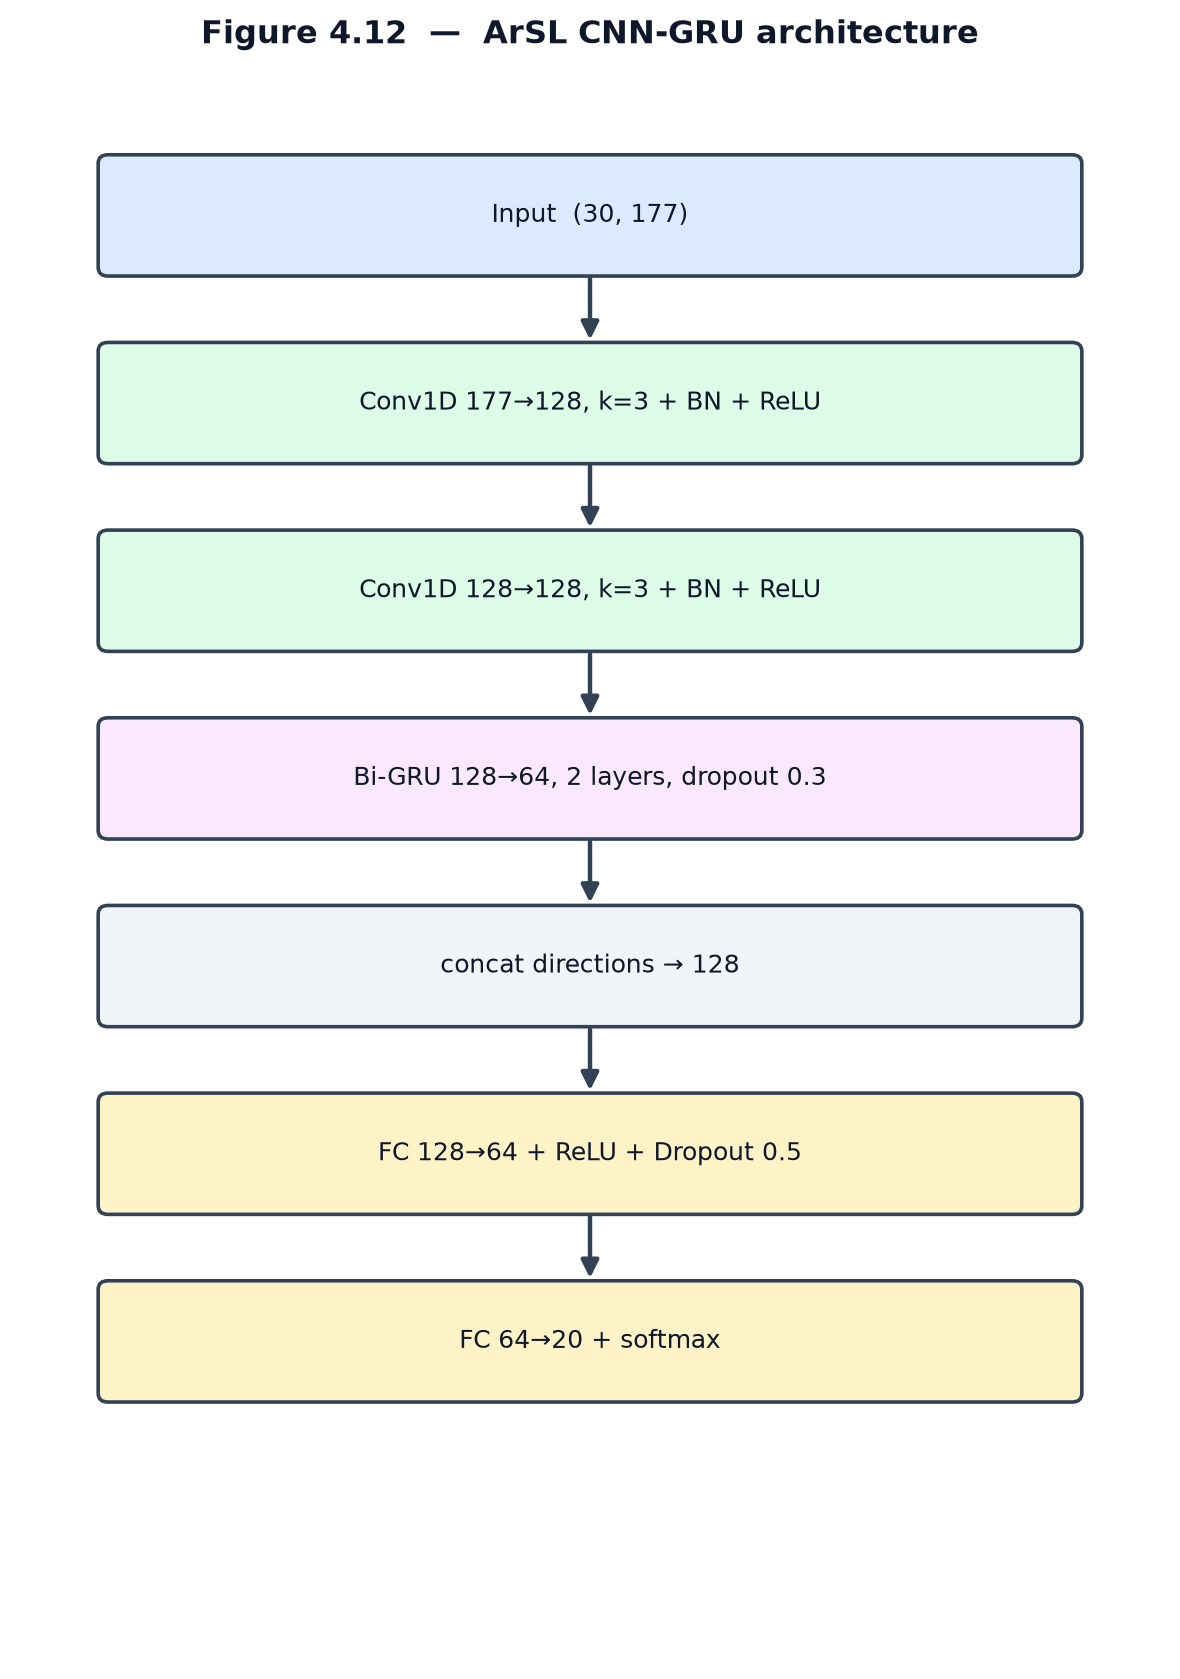 Figure 4.12 — ArSL CNN-GRU architecture
Input (30, 177)
Conv1D 177→128, k=3 + BN + ReLU
Conv1D 128→128, k=3 + BN + ReLU
Bi-GRU 128→64, 2 layers, dropout 0.3
concat directions → 128
FC 128→64 + ReLU + Dropout 0.5
FC 64→20 + softmax